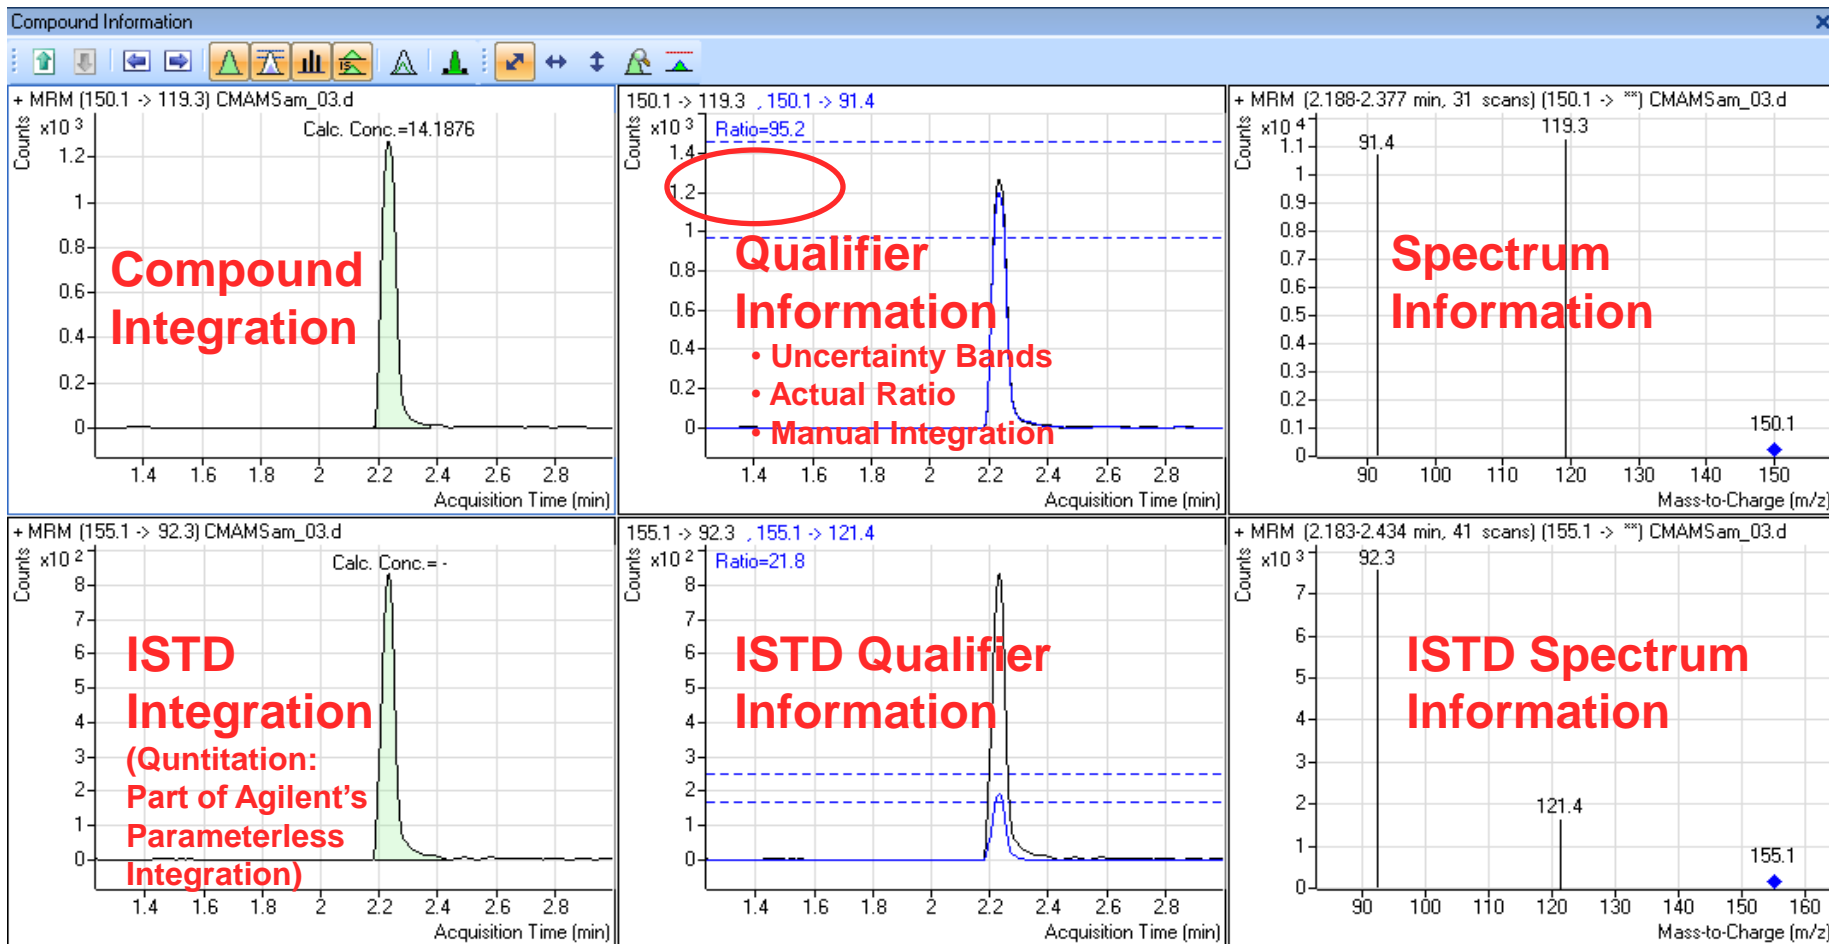 Compound Information
+ MRM (150.1 -> 119.3) CMAMSam_03.d
Counts
x10 3
Calc. Conc.=14.1876
1.2
1
0.8
0.6
0.4
0.2
0
Compound
Integration
1.4 1.6 1.8 2 2.2 2.4 2.6 2.8
Acquisition Time (min)
150.1 -> 119.3 , 150.1 -> 91.4
Counts
x10 3
Ratio=95.2
1.4
1.2
1
0.8
0.6
0.4
0.2
0
Qualifier
Information
• Uncertainty Bands
• Actual Ratio
• Manual Integration
1.4 1.6 1.8 2 2.2 2.4 2.6 2.8
Acquisition Time (min)
+ MRM (2.188-2.377 min, 31 scans) (150.1 -> **) CMAMSam_03.d
Counts
x10 4
91.4
119.3
150.1
1.1
1
0.9
0.8
0.7
0.6
0.5
0.4
0.3
0.2
0.1
0
Spectrum
Information
90 100 110 120 130 140 150
Mass-to-Charge (m/z)
+ MRM (155.1 -> 92.3) CMAMSam_03.d
Counts
x10 2
Calc. Conc.= -
8
7
6
5
4
3
2
1
0
ISTD
Integration
(Quntitation:
Part of Agilent’s
Parameterless
Integration)
1.4 1.6 1.8 2 2.2 2.4 2.6 2.8
Acquisition Time (min)
155.1 -> 92.3 , 155.1 -> 121.4
Counts
x10 2
Ratio=21.8
8
7
6
5
4
3
2
1
0
ISTD Qualifier
Information
1.4 1.6 1.8 2 2.2 2.4 2.6 2.8
Acquisition Time (min)
+ MRM (2.183-2.434 min, 41 scans) (155.1 -> **) CMAMSam_03.d
Counts
x10 3
92.3
121.4
155.1
7
6
5
4
3
2
1
0
ISTD Spectrum
Information
90 100 110 120 130 140 150 160
Mass-to-Charge (m/z)